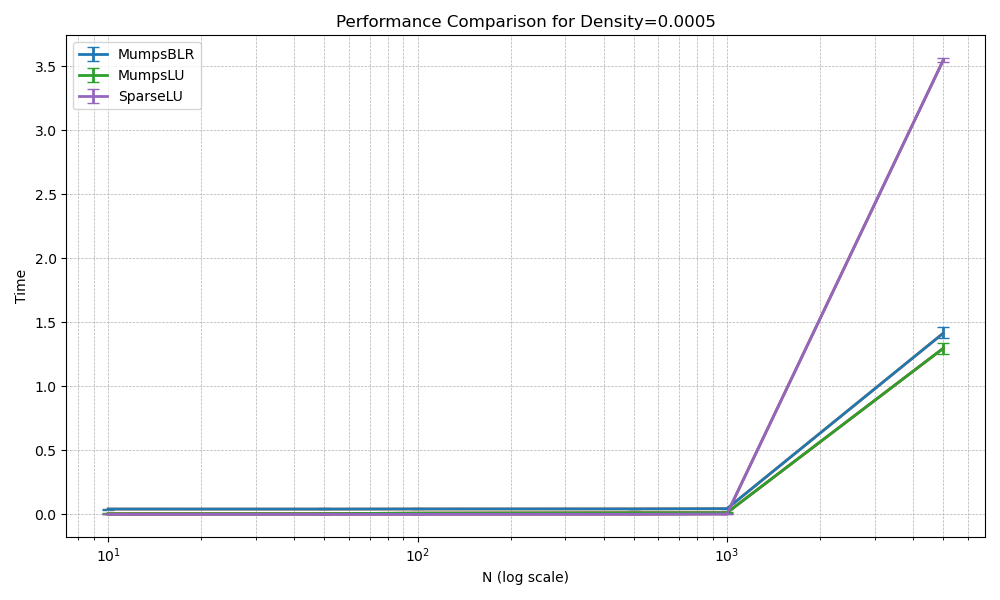 Performance Comparison for Density=0.0005
MumpsBLR
MumpsLU
SparseLU
Time
3.5
3.0
2.5
2.0
1.5
1.0
0.5
0.0
10¹
10²
10³
N (log scale)